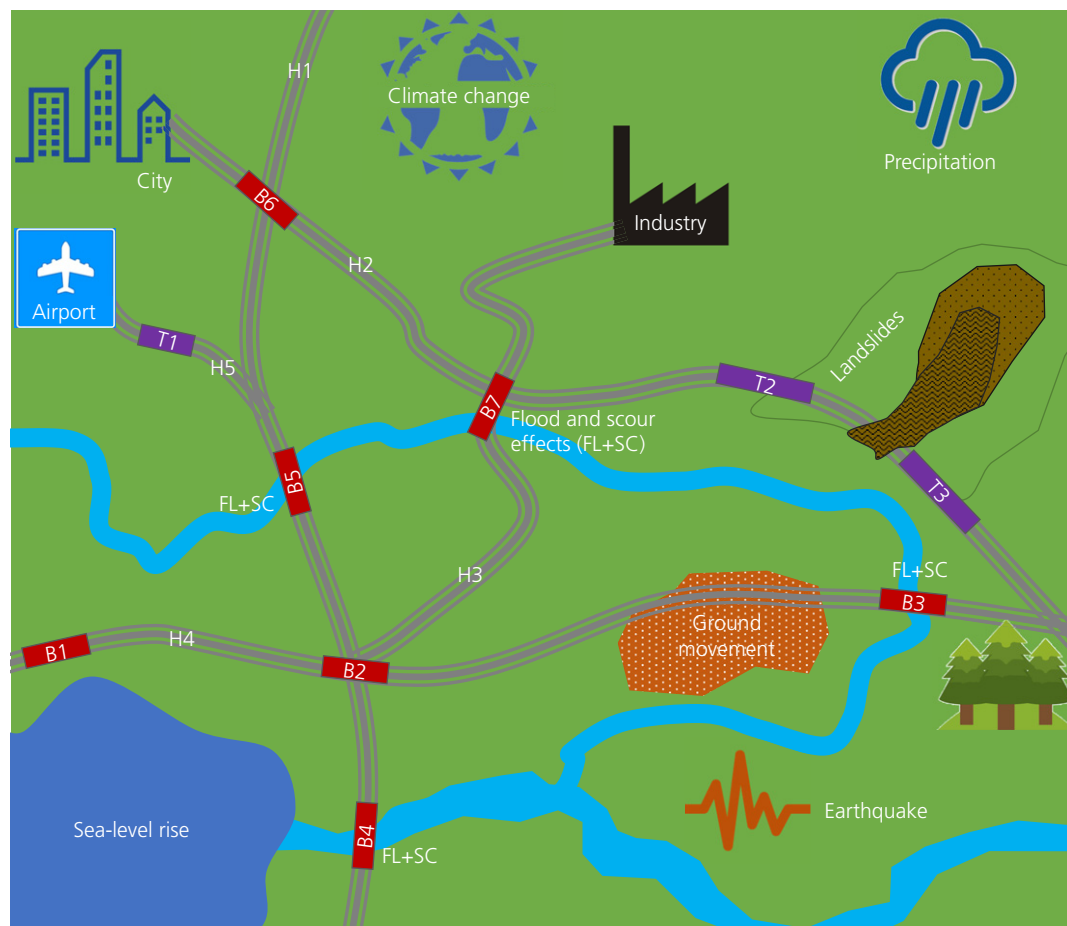 H1
Climate change
Precipitation
City
B6
Industry
H2
Airport
T1
H5
Landslides
T2
B7
Flood and scour
effects (FL+SC)
B5
FL+SC
T3
H3
FL+SC
B3
Ground
movement
H4
B1
B2
Sea-level rise
B4
FL+SC
Earthquake